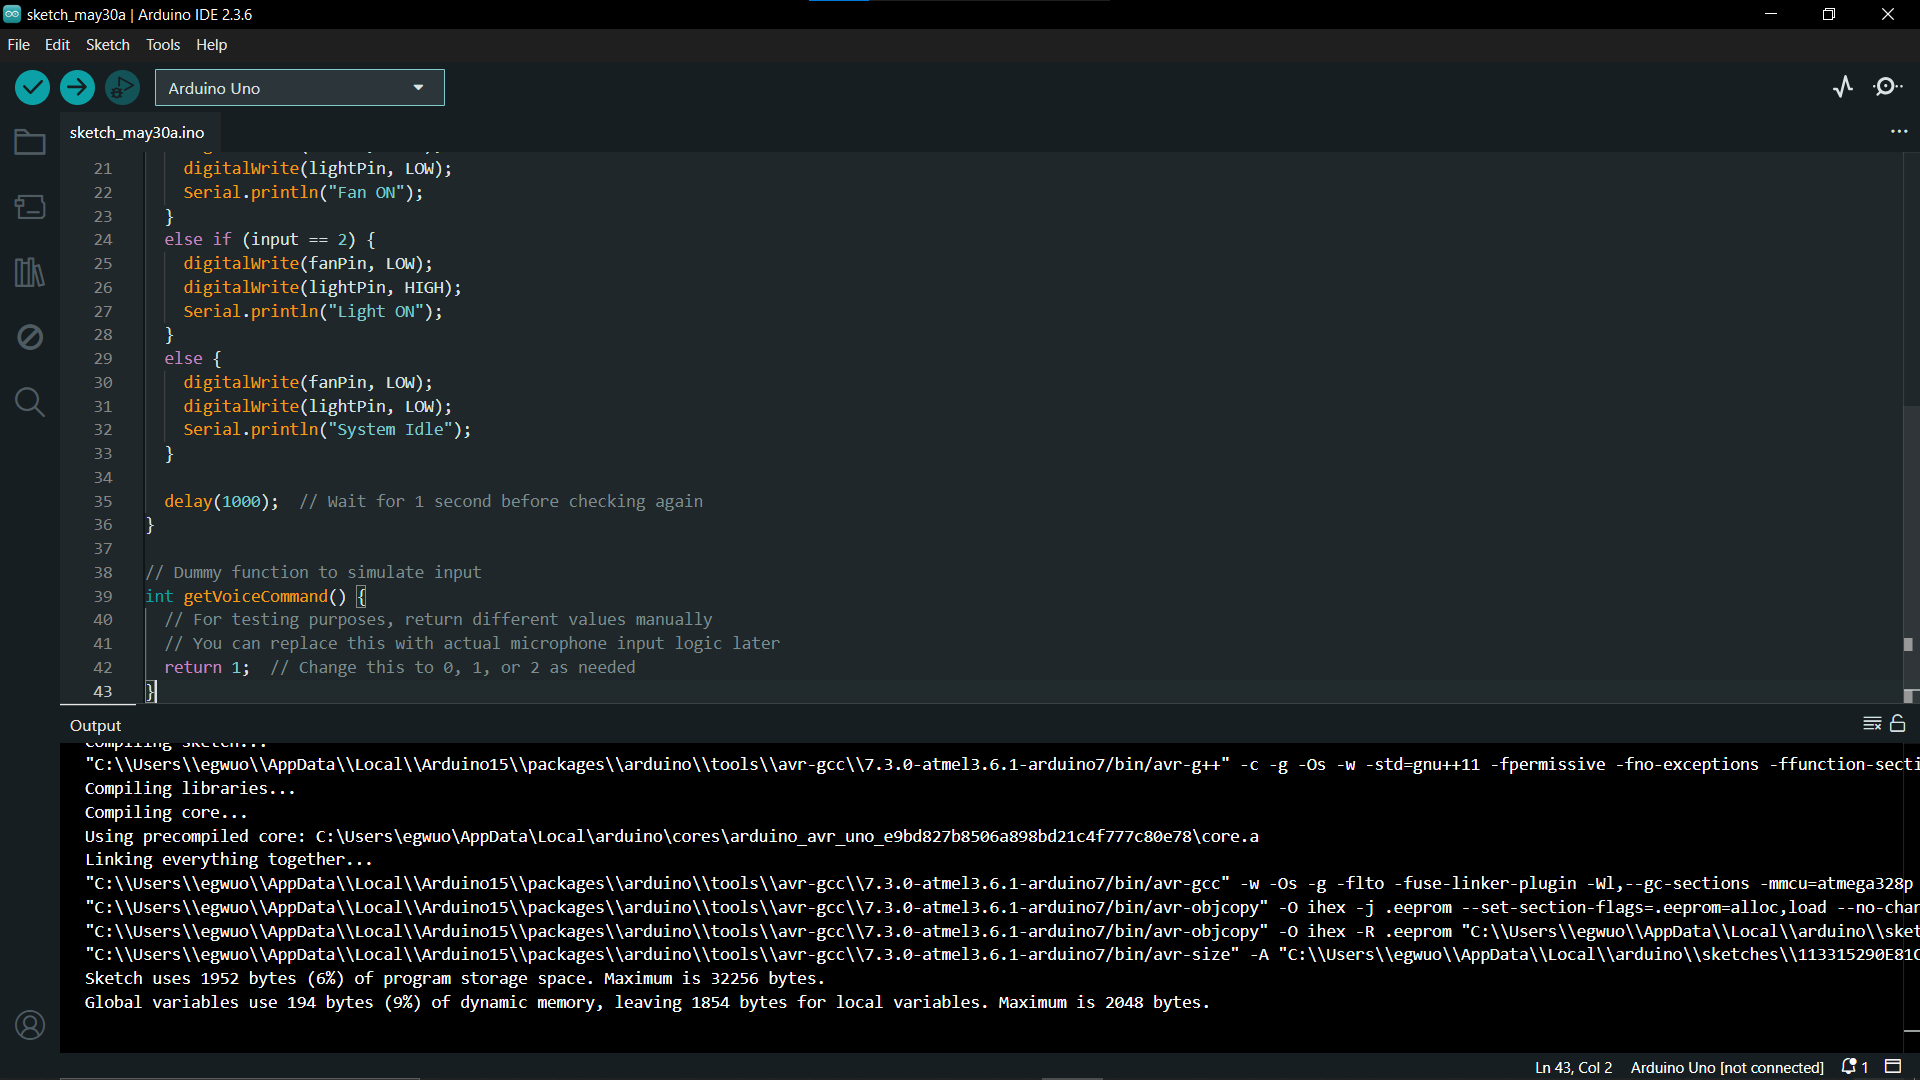 sketch_may30a | Arduino IDE 2.3.6
File Edit Sketch Tools Help
Arduino Uno
sketch_may30a.ino
21 digitalWrite(lightPin, LOW);
22 Serial.println("Fan ON");
23 }
24 else if (input == 2) {
25 digitalWrite(fanPin, LOW);
26 digitalWrite(lightPin, HIGH);
27 Serial.println("Light ON");
28 }
29 else {
30 digitalWrite(fanPin, LOW);
31 digitalWrite(lightPin, LOW);
32 Serial.println("System Idle");
33 }
34
35 delay(1000);  // Wait for 1 second before checking again
36 }
37
38 // Dummy function to simulate input
39 int getVoiceCommand() {
40 // For testing purposes, return different values manually
41 // You can replace this with actual microphone input logic later
42 return 1;  // Change this to 0, 1, or 2 as needed
43 }
Output
Compiling sketch...
"C:\\Users\\egwuo\\AppData\\Local\\Arduino15\\packages\\arduino\\tools\\avr-gcc\\7.3.0-atmel3.6.1-arduino7/bin/avr-g++" -c -g -Os -w -std=gnu++11 -fpermissive -fno-exceptions -ffunction-secti
Compiling libraries...
Compiling core...
Using precompiled core: C:\Users\egwuo\AppData\Local\arduino\cores\arduino_avr_uno_e9bd827b8506a898bd21c4f777c80e78\core.a
Linking everything together...
"C:\\Users\\egwuo\\AppData\\Local\\Arduino15\\packages\\arduino\\tools\\avr-gcc\\7.3.0-atmel3.6.1-arduino7/bin/avr-gcc" -w -Os -g -flto -fuse-linker-plugin -Wl,--gc-sections -mmcu=atmega328p
"C:\\Users\\egwuo\\AppData\\Local\\Arduino15\\packages\\arduino\\tools\\avr-gcc\\7.3.0-atmel3.6.1-arduino7/bin/avr-objcopy" -O ihex -j .eeprom --set-section-flags=.eeprom=alloc,load --no-chan
"C:\\Users\\egwuo\\AppData\\Local\\Arduino15\\packages\\arduino\\tools\\avr-gcc\\7.3.0-atmel3.6.1-arduino7/bin/avr-objcopy" -O ihex -R .eeprom "C:\\Users\\egwuo\\AppData\\Local\\arduino\\sket
"C:\\Users\\egwuo\\AppData\\Local\\Arduino15\\packages\\arduino\\tools\\avr-gcc\\7.3.0-atmel3.6.1-arduino7/bin/avr-size" -A "C:\\Users\\egwuo\\AppData\\Local\\arduino\\sketches\\113315290E81C
Sketch uses 1952 bytes (6%) of program storage space. Maximum is 32256 bytes.
Global variables use 194 bytes (9%) of dynamic memory, leaving 1854 bytes for local variables. Maximum is 2048 bytes.
Ln 43, Col 2 Arduino Uno [not connected] 1